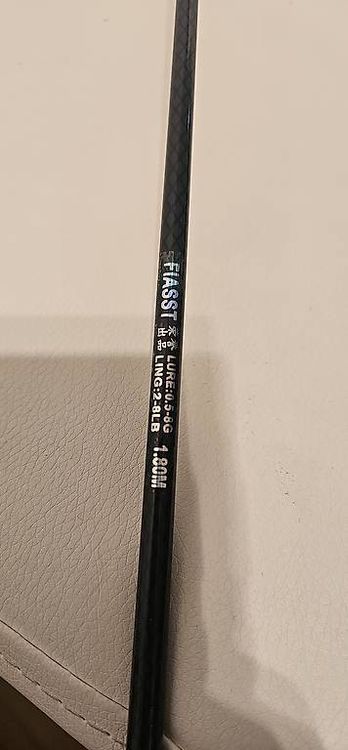 FIASST
出品
LURE:0.5-8G
LING:2-8LB
1.80M